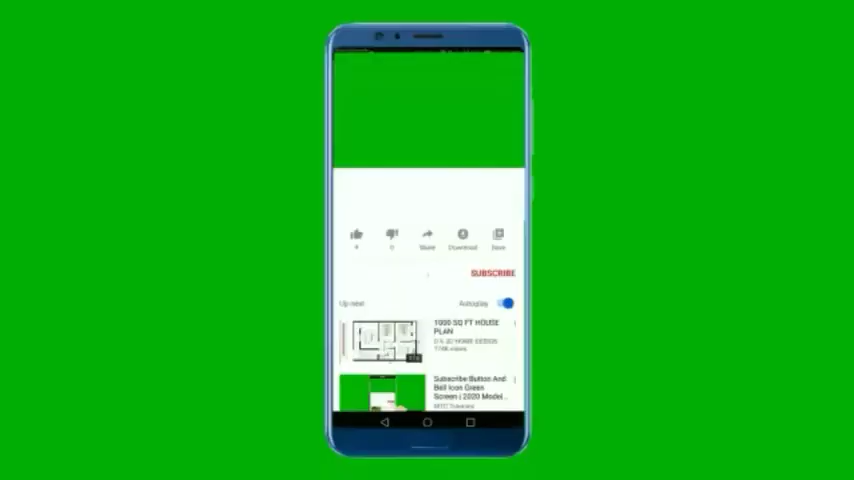 Share
Download
Save
SUBSCRIBE
Up next
Autoplay
1000 SQ FT HOUSE
PLAN
Subscribe Button And
Bell Icon Green
Screen | 2020 Model...